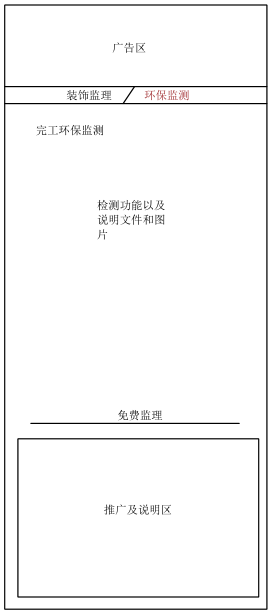 广告区
装饰监理
环保监测
完工环保监测
检测功能以及
说明文件和图
片
免费监理
推广及说明区